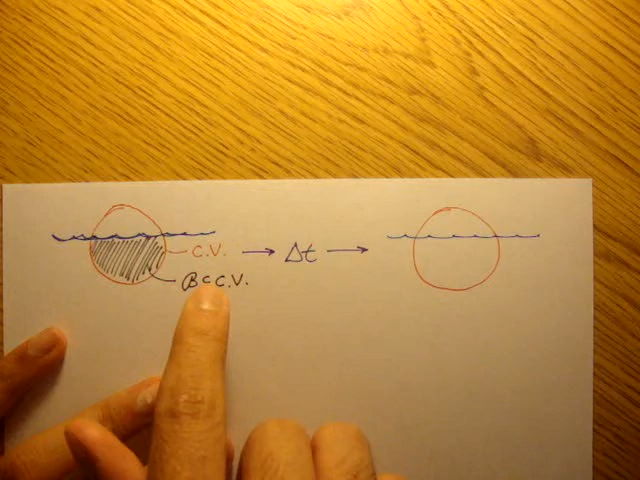 C.V. → Δt →
B ⊂ C.V.